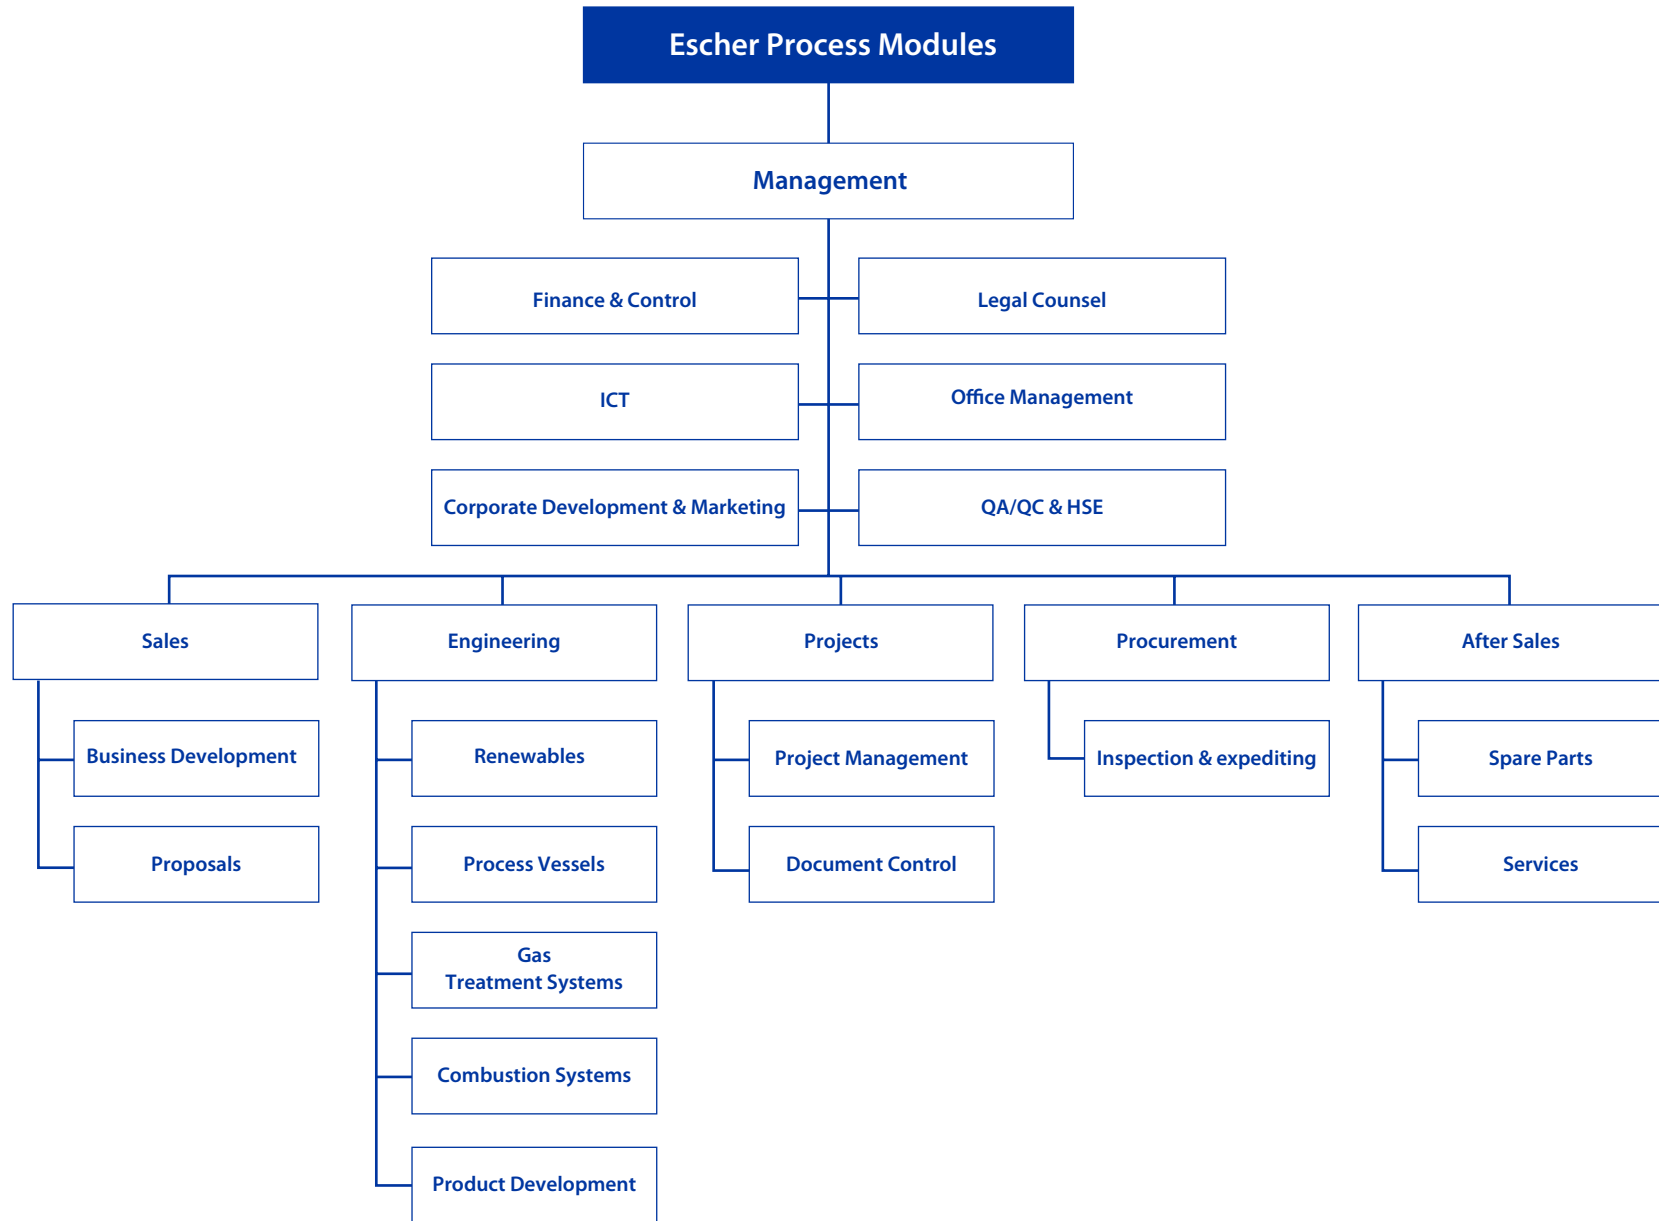 Escher Process Modules
Management
Finance & Control
Legal Counsel
ICT
Office Management
Corporate Development & Marketing
QA/QC & HSE
Sales
Engineering
Projects
Procurement
After Sales
Business Development
Renewables
Project Management
Inspection & expediting
Spare Parts
Proposals
Process Vessels
Document Control
Services
Gas
Treatment Systems
Combustion Systems
Product Development